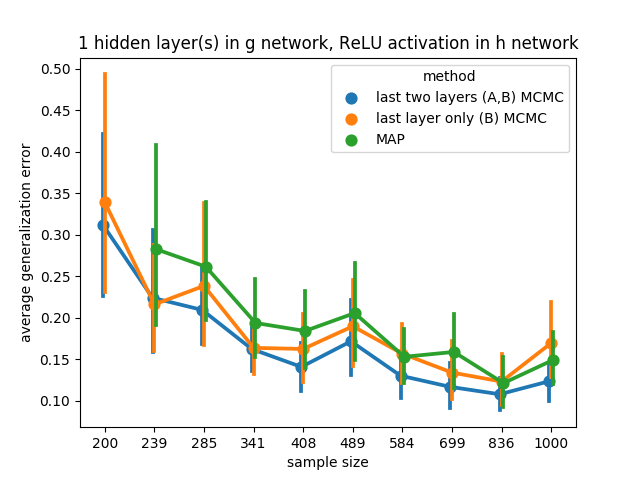 1 hidden layer(s) in g network, ReLU activation in h network
method
last two layers (A,B) MCMC
last layer only (B) MCMC
MAP
average generalization error
0.50
0.45
0.40
0.35
0.30
0.25
0.20
0.15
0.10
200 239 285 341 408 489 584 699 836 1000
sample size